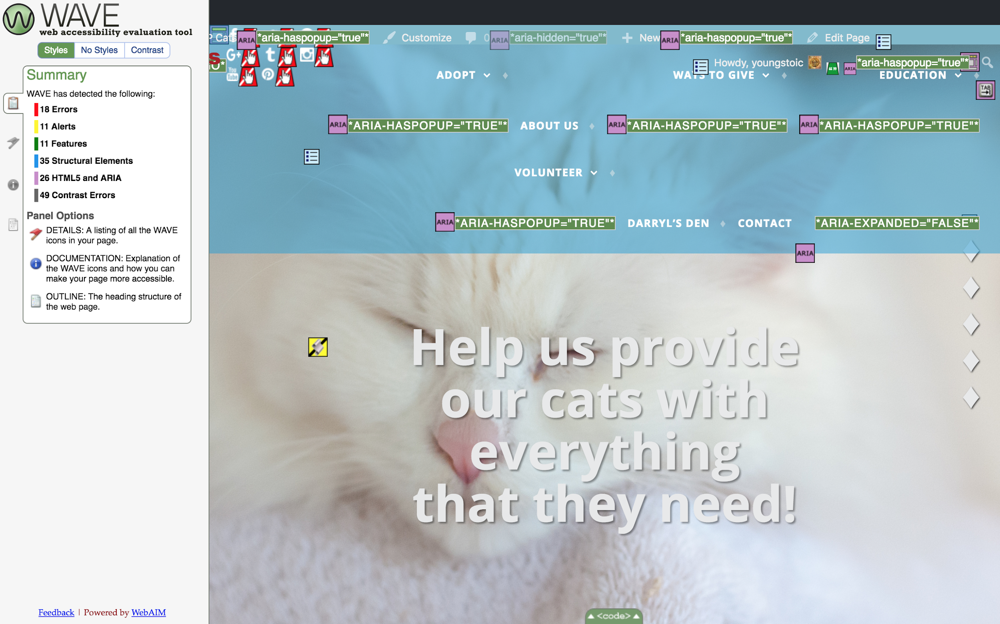 WAVE
web accessibility evaluation tool
Styles
No Styles
Contrast
Summary
WAVE has detected the following:
18 Errors
11 Alerts
11 Features
35 Structural Elements
26 HTML5 and ARIA
49 Contrast Errors
Panel Options
DETAILS: A listing of all the WAVE
icons in your page.
DOCUMENTATION: Explanation of
the WAVE icons and how you can
make your page more accessible.
OUTLINE: The heading structure of
the web page.
Feedback | Powered by WebAIM
Cats ARIA *aria-haspopup="true"* Customize 0 ARIA *aria-hidden="true"* New ARIA *aria-haspopup="true"* Edit Page
G+ t
Howdy, youngstoic ARIA *aria-haspopup="true"*
You
Tube
ADOPT WAYS TO GIVE EDUCATION
TAB
ARIA *ARIA-HASPOPUP="TRUE"* ABOUT US ARIA *ARIA-HASPOPUP="TRUE"* ARIA *ARIA-HASPOPUP="TRUE"*
VOLUNTEER
ARIA *ARIA-HASPOPUP="TRUE"* DARRYL'S DEN CONTACT *ARIA-EXPANDED="FALSE"*
ARIA
Help us provide
our cats with
everything
that they need!
<code>